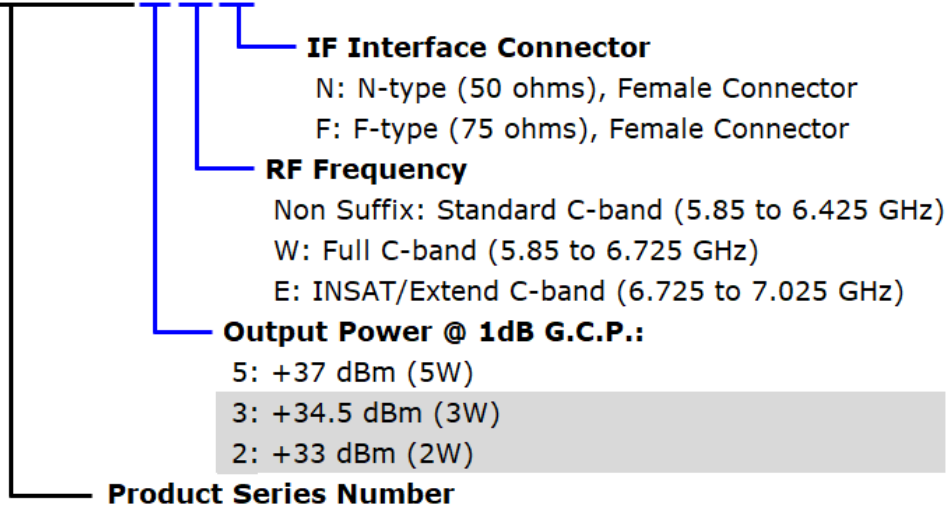 IF Interface Connector
N: N-type (50 ohms), Female Connector
F: F-type (75 ohms), Female Connector
RF Frequency
Non Suffix: Standard C-band (5.85 to 6.425 GHz)
W: Full C-band (5.85 to 6.725 GHz)
E: INSAT/Extend C-band (6.725 to 7.025 GHz)
Output Power @ 1dB G.C.P.:
5: +37 dBm (5W)
3: +34.5 dBm (3W)
2: +33 dBm (2W)
Product Series Number